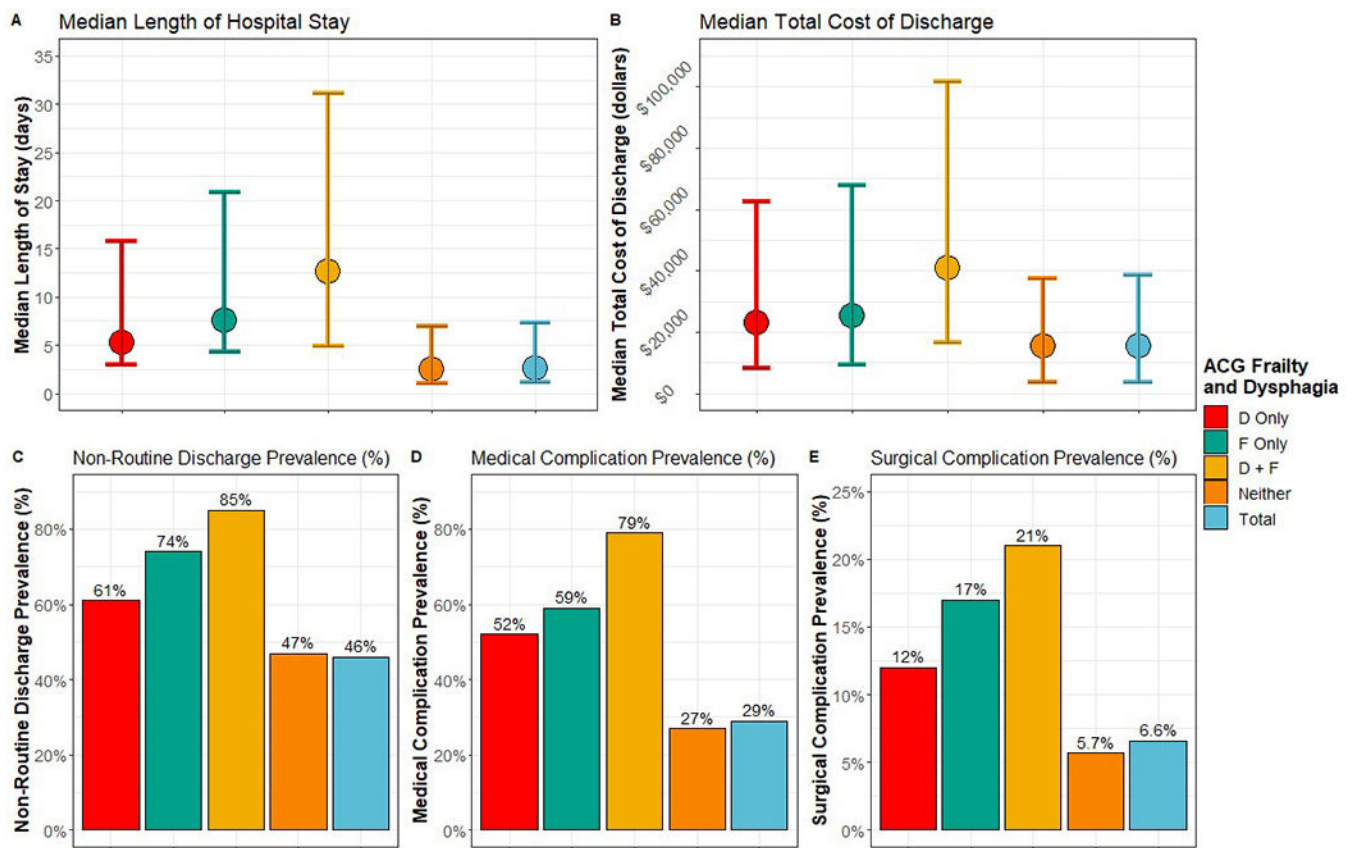 A Median Length of Hospital Stay
Median Length of Stay (days)
35
30
25
20
15
10
5
0
B Median Total Cost of Discharge
Median Total Cost of Discharge (dollars)
$100,000
$80,000
$60,000
$40,000
$20,000
$0
ACG Frailty
and Dysphagia
D Only
F Only
D + F
Neither
Total
C Non-Routine Discharge Prevalence (%)
Non-Routine Discharge Prevalence (%)
80%
60%
40%
20%
0%
61%
74%
85%
47%
46%
D Medical Complication Prevalence (%)
Medical Complication Prevalence (%)
80%
60%
40%
20%
0%
52%
59%
79%
27%
29%
E Surgical Complication Prevalence (%)
Surgical Complication Prevalence (%)
25%
20%
15%
10%
5%
0%
12%
17%
21%
5.7%
6.6%